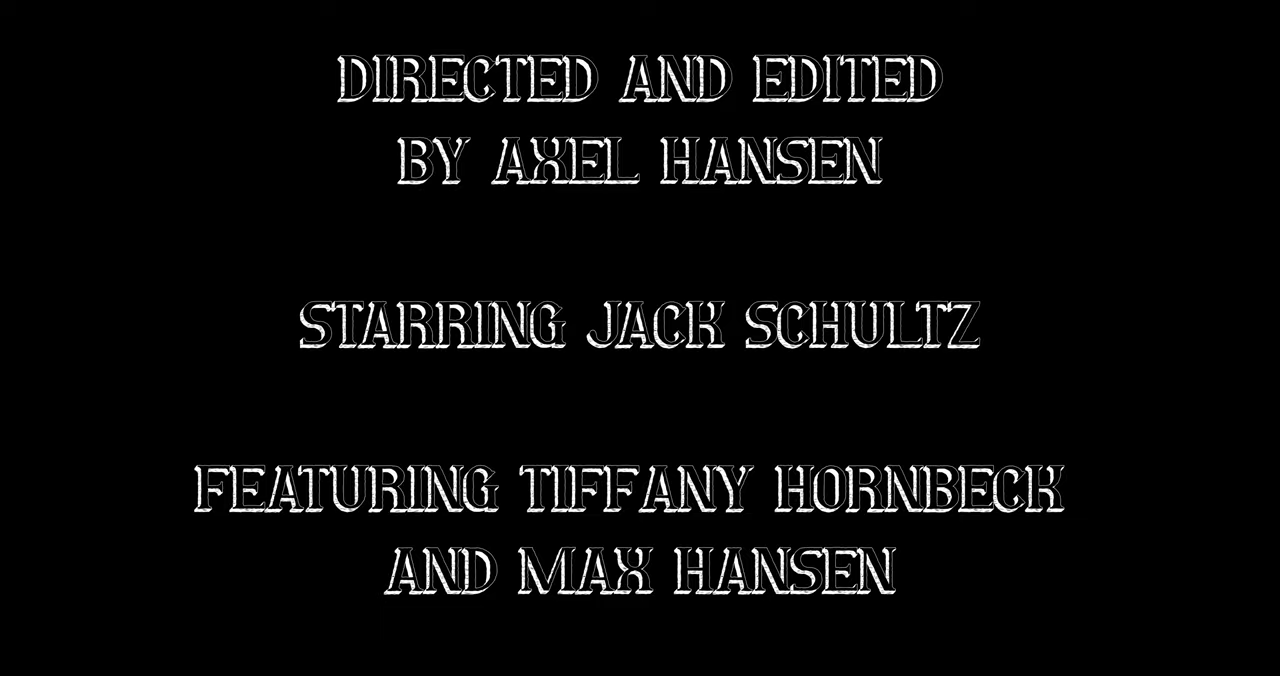 DIRECTED AND EDITED
BY AXEL HANSEN
STARRING JACK SCHULTZ
FEATURING TIFFANY HORNBECK
AND MAX HANSEN